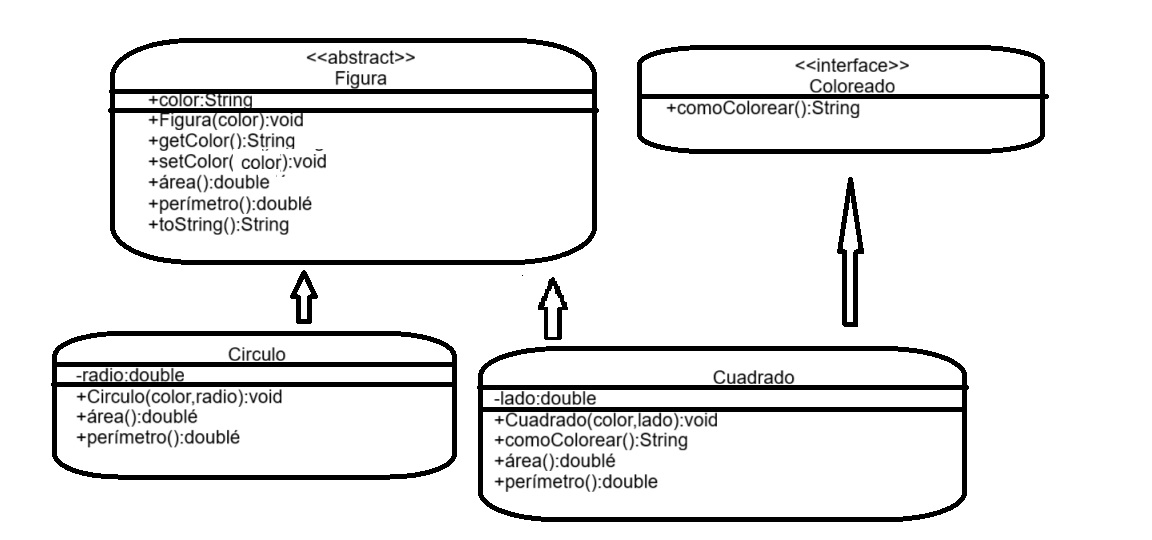 <<abstract>>
Figura
+color:String
+Figura(color):void
+getColor():String
+setColor( color):void
+área():double
+perímetro():doublé
+toString():String
<<interface>>
Coloreado
+comoColorear():String
Circulo
-radio:double
+Circulo(color,radio):void
+área():doublé
+perímetro():doublé
Cuadrado
-lado:double
+Cuadrado(color,lado):void
+comoColorear():String
+área():doublé
+perímetro():double